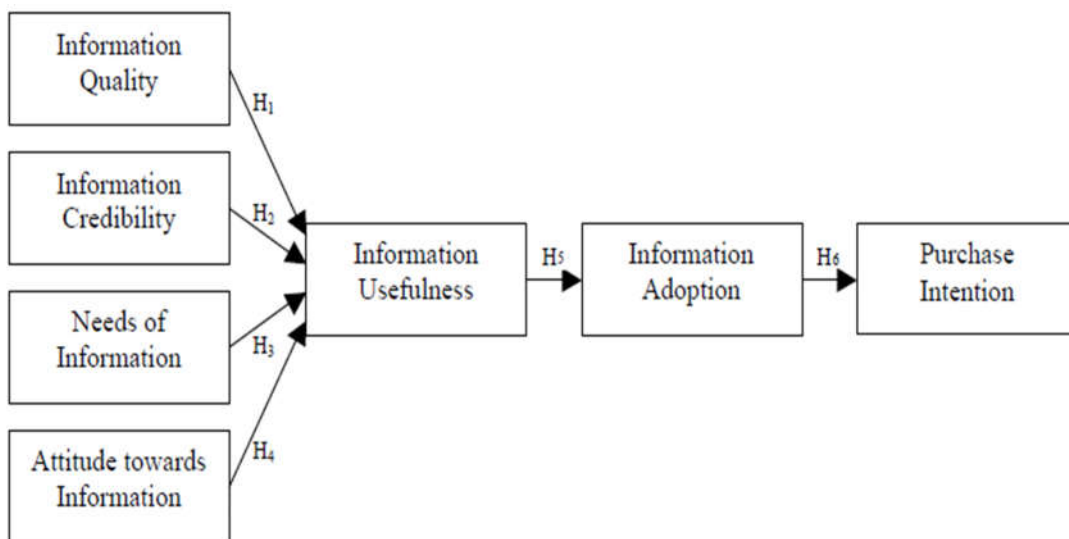 Information
Quality
H₁
Information
Credibility
H₂
Information
Usefulness
H₅
Information
Adoption
H₆
Purchase
Intention
Needs of
Information
H₃
Attitude towards
Information
H₄